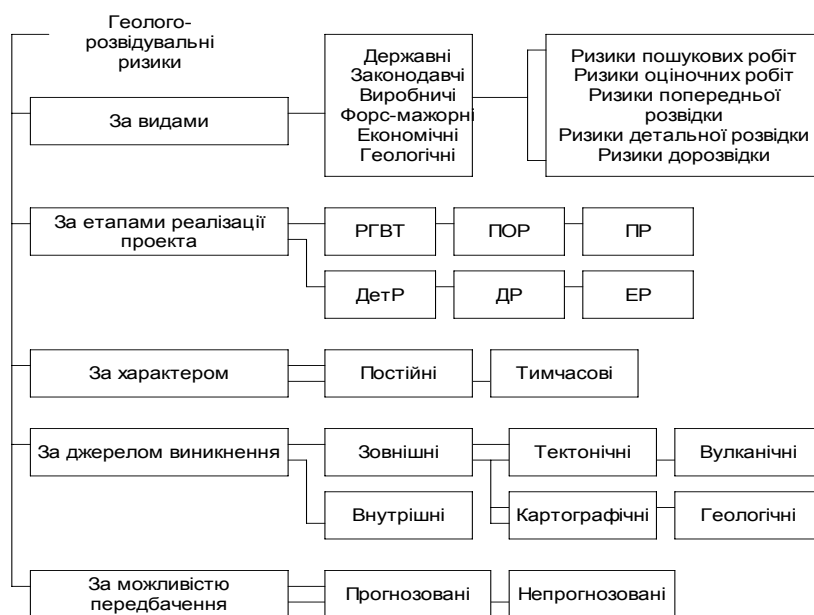 Геолого-
розвідувальні
ризики
За видами
Державні
Законодавчі
Виробничі
Форс-мажорні
Економічні
Геологічні
Ризики пошукових робіт
Ризики оціночних робіт
Ризики попередньої
розвідки
Ризики детальної розвідки
Ризики дорозвідки
За етапами реалізації
проекта
РГВТ
ПОР
ПР
ДетР
ДР
ЕР
За характером
Постійні
Тимчасові
За джерелом виникнення
Зовнішні
Тектонічні
Вулканічні
Внутрішні
Картографічні
Геологічні
За можливістю
передбачення
Прогнозовані
Непрогнозовані